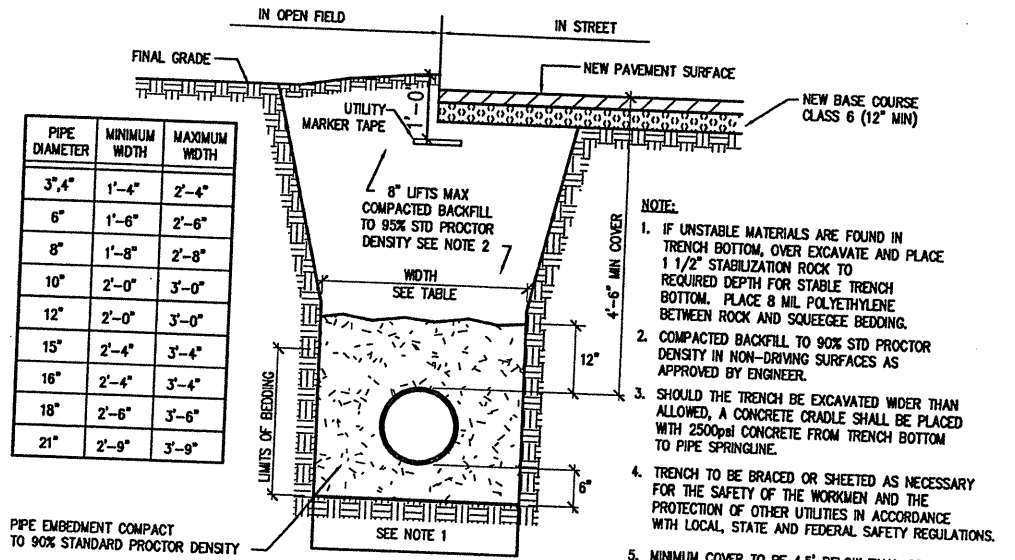 IN OPEN FIELD
IN STREET
FINAL GRADE
NEW PAVEMENT SURFACE
UTILITY
MARKER TAPE
1'-0"
NEW BASE COURSE
CLASS 6 (12" MIN)
PIPE DIAMETER MINIMUM WIDTH MAXIMUM WIDTH
3",4" 1'-4" 2'-4"
6" 1'-6" 2'-6"
8" 1'-8" 2'-8"
10" 2'-0" 3'-0"
12" 2'-0" 3'-0"
15" 2'-4" 3'-4"
16" 2'-4" 3'-4"
18" 2'-6" 3'-6"
21" 2'-9" 3'-9"
8" LIFTS MAX
COMPACTED BACKFILL
TO 95% STD PROCTOR
DENSITY SEE NOTE 2
WIDTH
SEE TABLE
4'-6" MIN COVER
12"
LIMITS OF BEDDING
6"
SEE NOTE 1
PIPE EMBEDMENT COMPACT
TO 90% STANDARD PROCTOR DENSITY
NOTE:
1. IF UNSTABLE MATERIALS ARE FOUND IN
TRENCH BOTTOM, OVER EXCAVATE AND PLACE
1 1/2" STABILIZATION ROCK TO
REQUIRED DEPTH FOR STABLE TRENCH
BOTTOM. PLACE 8 MIL POLYETHYLENE
BETWEEN ROCK AND SQUEEGEE BEDDING.
2. COMPACTED BACKFILL TO 90% STD PROCTOR
DENSITY IN NON-DRIVING SURFACES AS
APPROVED BY ENGINEER.
3. SHOULD THE TRENCH BE EXCAVATED WIDER THAN
ALLOWED, A CONCRETE CRADLE SHALL BE PLACED
WITH 2500psi CONCRETE FROM TRENCH BOTTOM
TO PIPE SPRINGLINE.
4. TRENCH TO BE BRACED OR SHEETED AS NECESSARY
FOR THE SAFETY OF THE WORKMEN AND THE
PROTECTION OF OTHER UTILITIES IN ACCORDANCE
WITH LOCAL, STATE AND FEDERAL SAFETY REGULATIONS.
5. MINIMUM COVER TO BE 4.5' BELOW